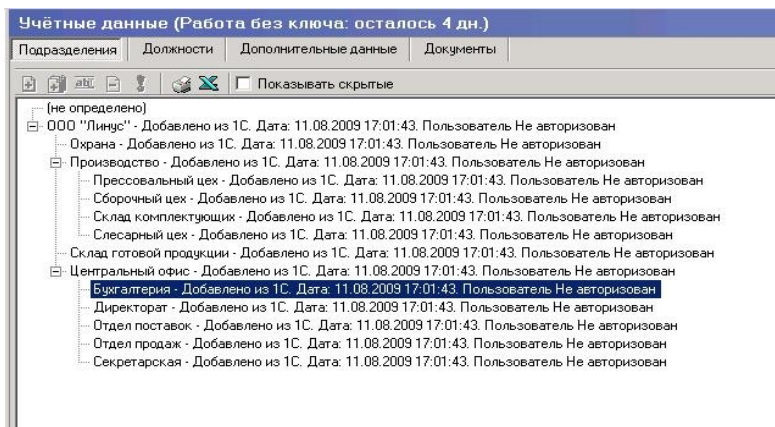 Учётные данные (Работа без ключа: осталось 4 дн.)
Подразделения Должности Дополнительные данные Документы
Показывать скрытые
(не определено)
ООО "Линус" - Добавлено из 1С. Дата: 11.08.2009 17:01:43. Пользователь Не авторизован
Охрана - Добавлено из 1С. Дата: 11.08.2009 17:01:43. Пользователь Не авторизован
Производство - Добавлено из 1С. Дата: 11.08.2009 17:01:43. Пользователь Не авторизован
Прессовальный цех - Добавлено из 1С. Дата: 11.08.2009 17:01:43. Пользователь Не авторизован
Сборочный цех - Добавлено из 1С. Дата: 11.08.2009 17:01:43. Пользователь Не авторизован
Склад комплектующих - Добавлено из 1С. Дата: 11.08.2009 17:01:43. Пользователь Не авторизован
Слесарный цех - Добавлено из 1С. Дата: 11.08.2009 17:01:43. Пользователь Не авторизован
Склад готовой продукции - Добавлено из 1С. Дата: 11.08.2009 17:01:43. Пользователь Не авторизован
Центральный офис - Добавлено из 1С. Дата: 11.08.2009 17:01:43. Пользователь Не авторизован
Бухгалтерия - Добавлено из 1С. Дата: 11.08.2009 17:01:43. Пользователь Не авторизован
Директорат - Добавлено из 1С. Дата: 11.08.2009 17:01:43. Пользователь Не авторизован
Отдел поставок - Добавлено из 1С. Дата: 11.08.2009 17:01:43. Пользователь Не авторизован
Отдел продаж - Добавлено из 1С. Дата: 11.08.2009 17:01:43. Пользователь Не авторизован
Секретарская - Добавлено из 1С. Дата: 11.08.2009 17:01:43. Пользователь Не авторизован